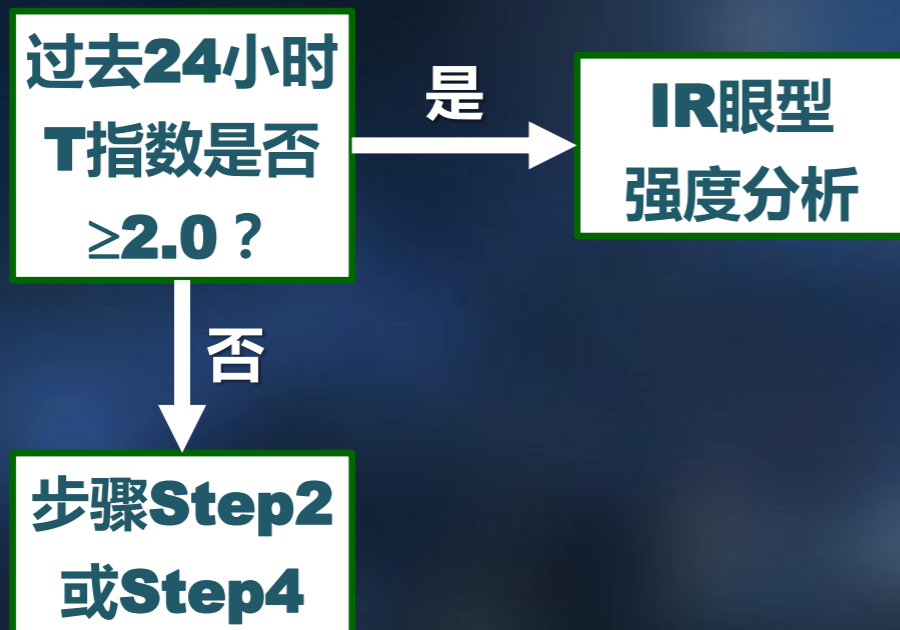 过去24小时
T指数是否
≥2.0？
是
IR眼型
强度分析
否
步骤Step2
或Step4